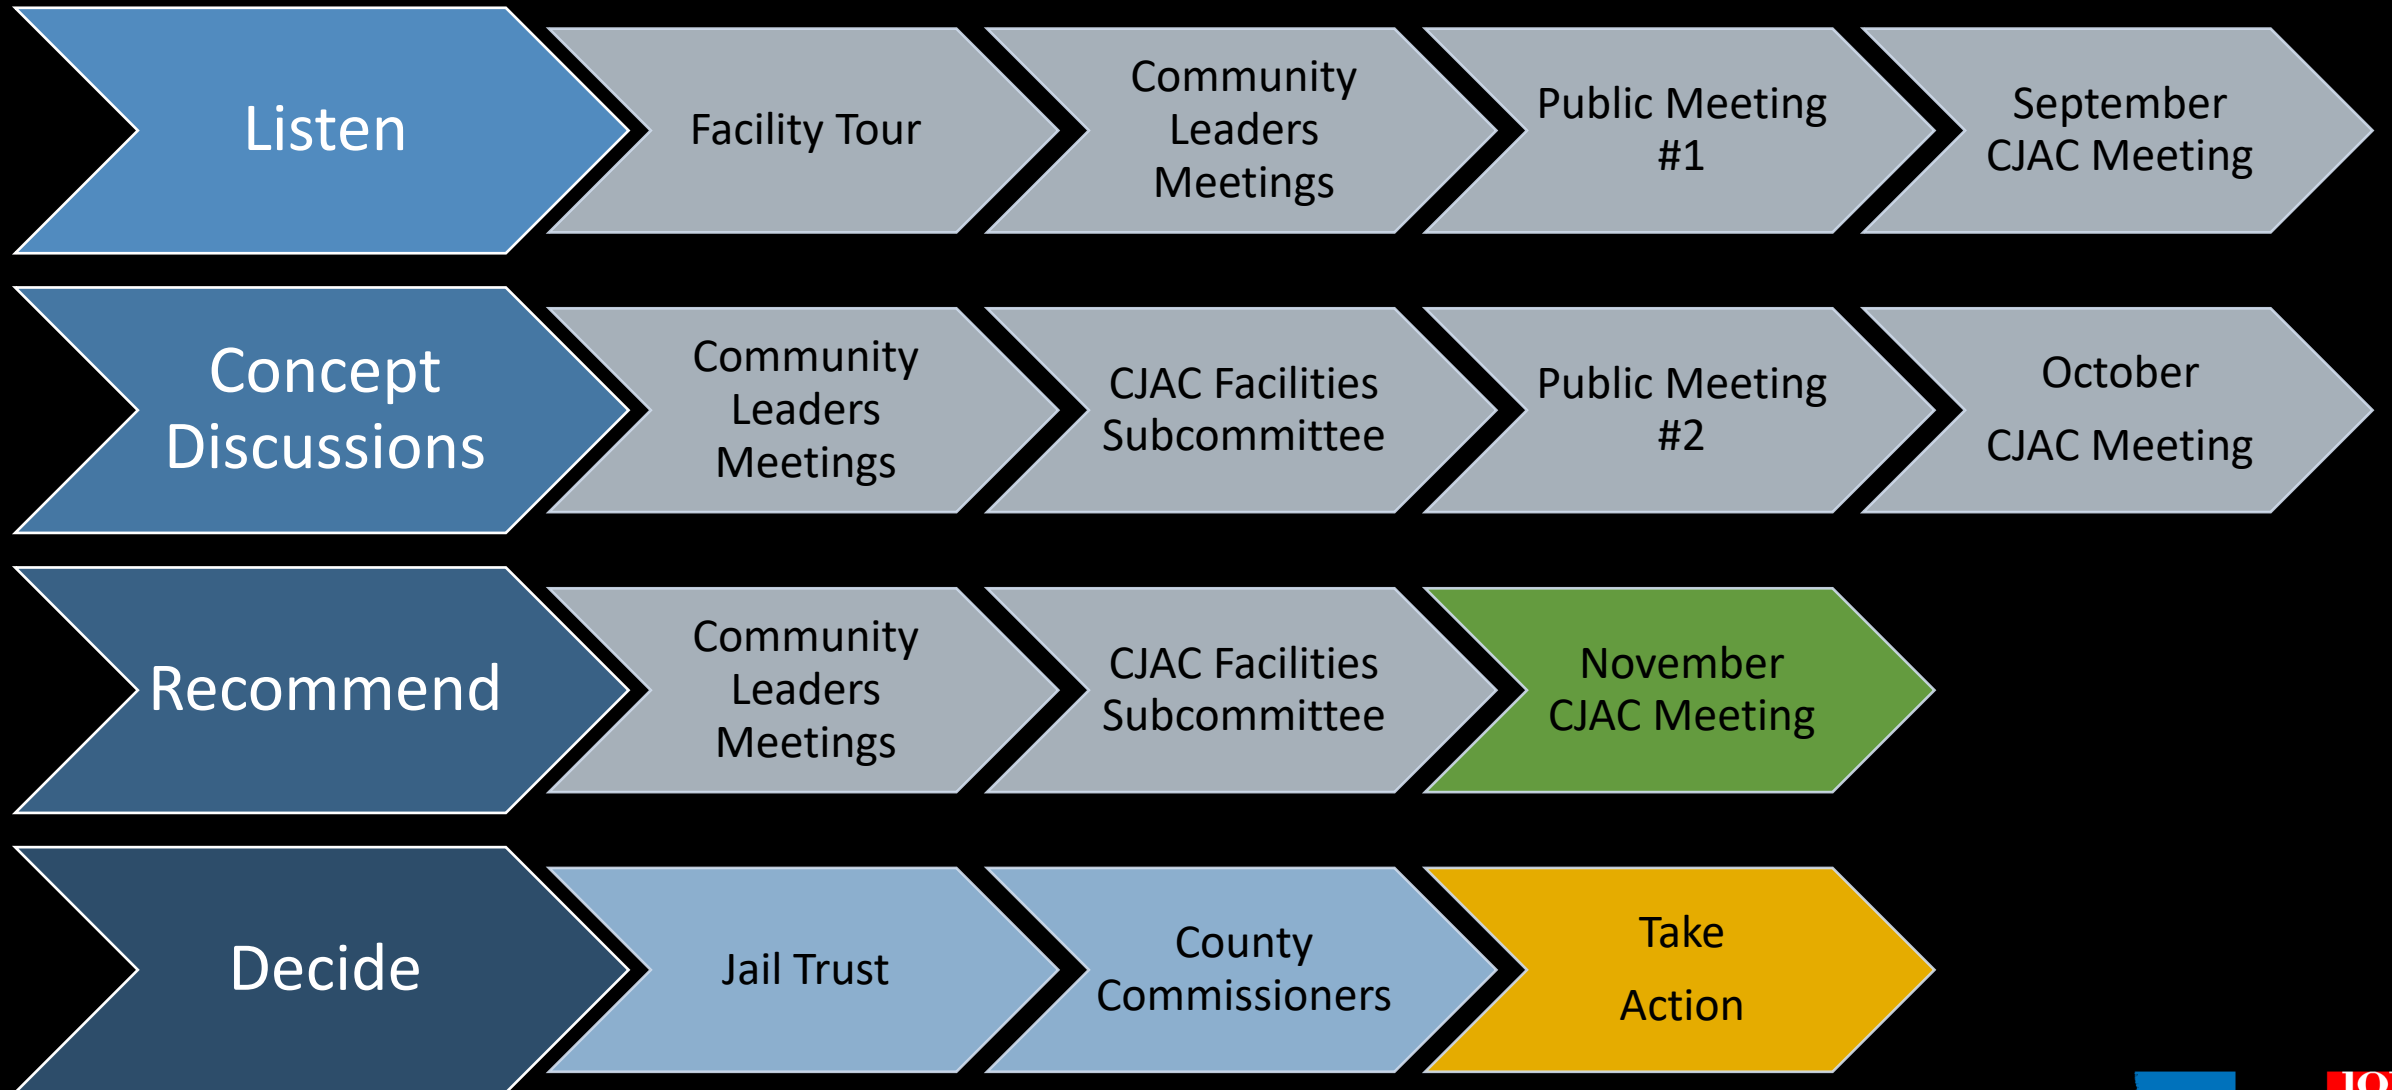 Listen
Facility Tour
Community
Leaders
Meetings
Public Meeting
#1
September
CJAC Meeting
Concept
Discussions
Community
Leaders
Meetings
CJAC Facilities
Subcommittee
Public Meeting
#2
October
CJAC Meeting
Recommend
Community
Leaders
Meetings
CJAC Facilities
Subcommittee
November
CJAC Meeting
Decide
Jail Trust
County
Commissioners
Take
Action